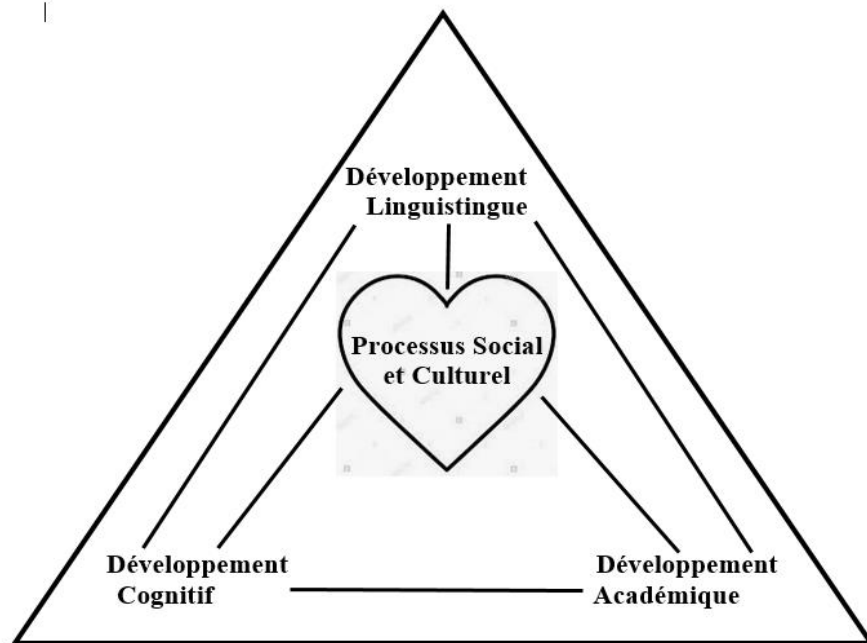 Développement
Linguistingue
Processus Social
et Culturel
Développement
Cognitif
Développement
Académique